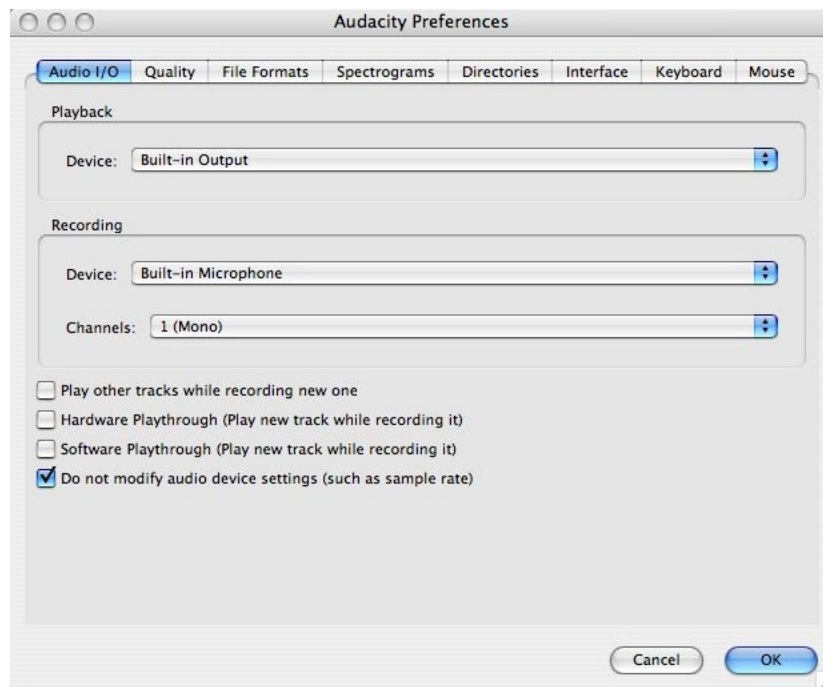 Audacity Preferences
Audio I/O Quality File Formats Spectrograms Directories Interface Keyboard Mouse
Playback
Device: Built-in Output
Recording
Device: Built-in Microphone
Channels: 1 (Mono)
Play other tracks while recording new one
Hardware Playthrough (Play new track while recording it)
Software Playthrough (Play new track while recording it)
Do not modify audio device settings (such as sample rate)
Cancel OK